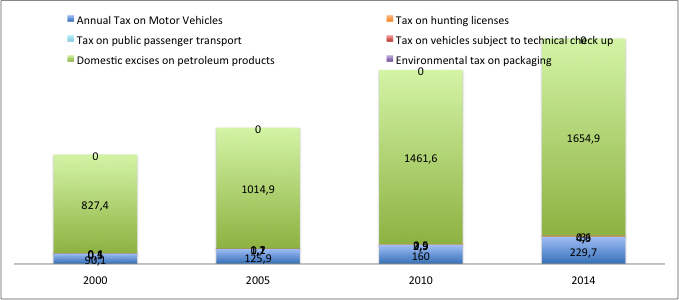 Annual Tax on Motor Vehicles
Tax on hunting licenses
Tax on public passenger transport
Tax on vehicles subject to technical check up
Domestic excises on petroleum products
Environmental tax on packaging
0
0
0
0
827,4
1014,9
1461,6
1654,9
90,1
125,9
160
229,7
2000
2005
2010
2014